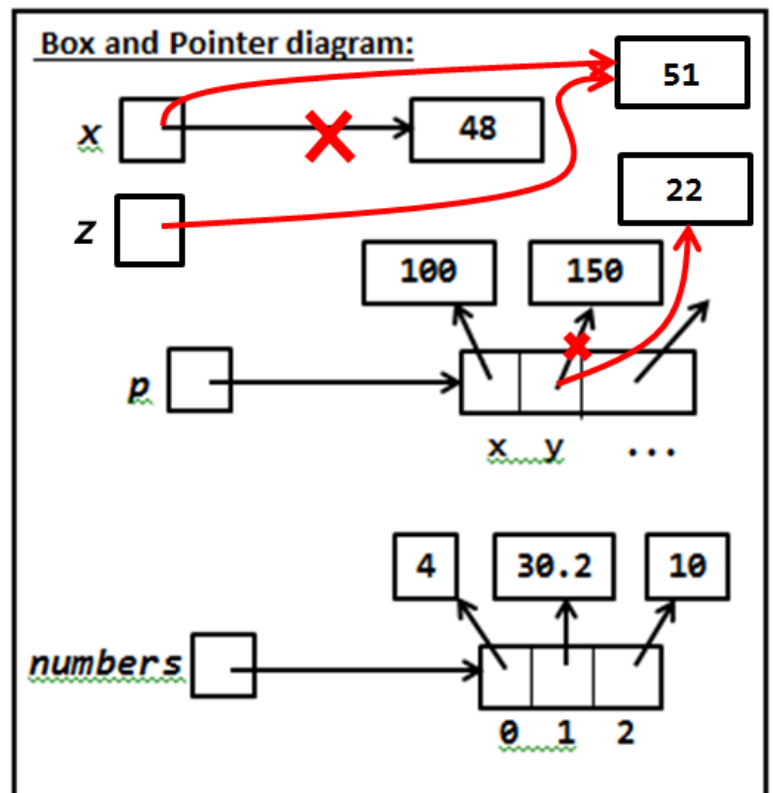 Box and Pointer diagram:
51
x 48
22
z
100 150
p
x y ...
4 30.2 10
numbers
0 1 2